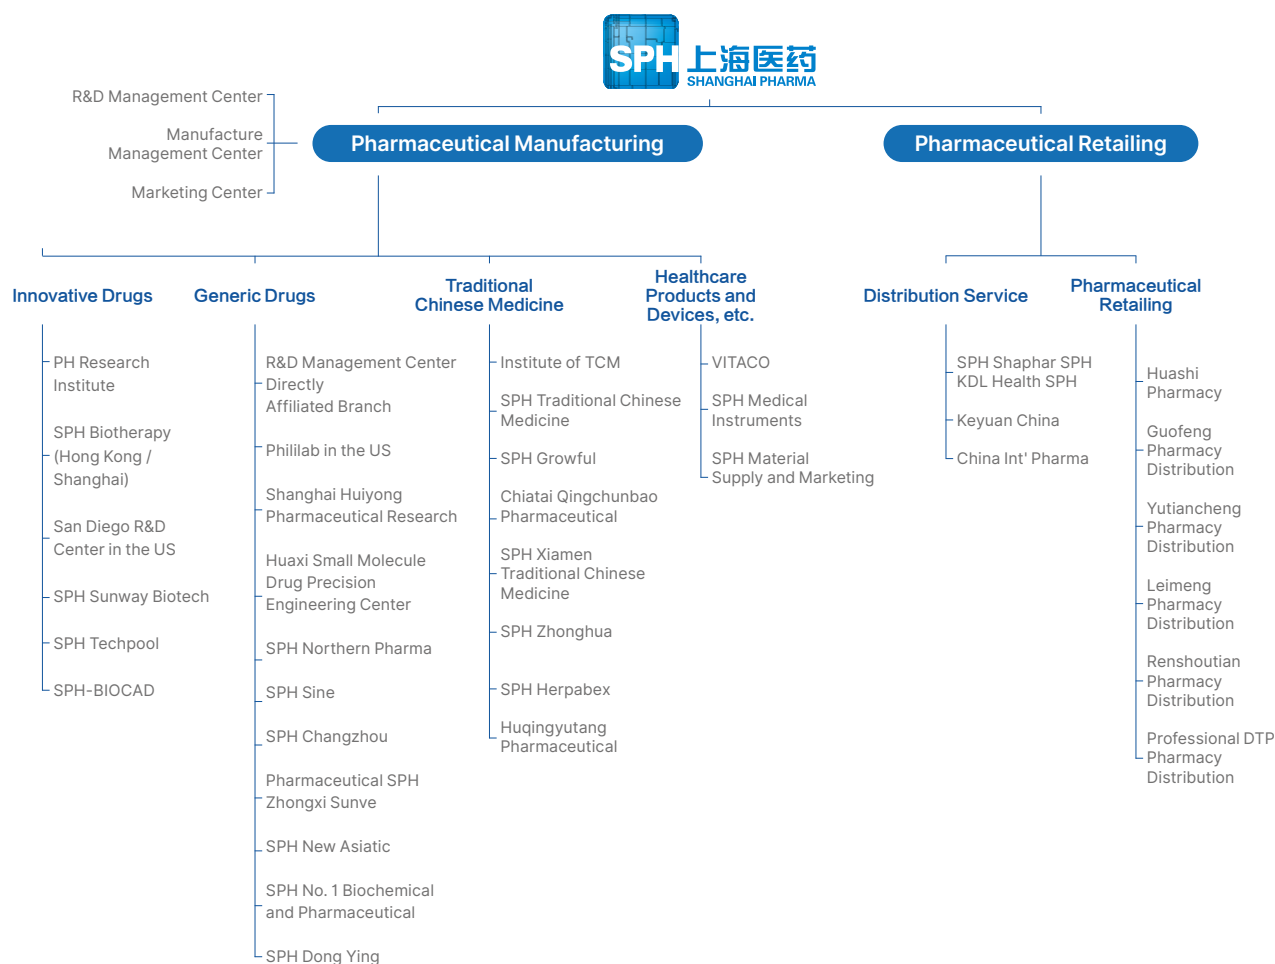 SPH 上海医药
SHANGHAI PHARMA
R&D Management Center
Manufacture
Management Center
Marketing Center
Pharmaceutical Manufacturing
Pharmaceutical Retailing
Innovative Drugs
PH Research
Institute
SPH Biotherapy
(Hong Kong /
Shanghai)
San Diego R&D
Center in the US
SPH Sunway Biotech
SPH Techpool
SPH-BIOCAD
Generic Drugs
R&D Management Center
Directly
Affiliated Branch
Phililab in the US
Shanghai Huiyong
Pharmaceutical Research
Huaxi Small Molecule
Drug Precision
Engineering Center
SPH Northern Pharma
SPH Sine
SPH Changzhou
Pharmaceutical SPH
Zhongxi Sunve
SPH New Asiatic
SPH No. 1 Biochemical
and Pharmaceutical
SPH Dong Ying
Traditional
Chinese Medicine
Institute of TCM
SPH Traditional Chinese
Medicine
SPH Growful
Chiatai Qingchunbao
Pharmaceutical
SPH Xiamen
Traditional Chinese
Medicine
SPH Zhonghua
SPH Herpabex
Huqingyutang
Pharmaceutical
Healthcare
Products and
Devices, etc.
VITACO
SPH Medical
Instruments
SPH Material
Supply and Marketing
Distribution Service
SPH Shaphar SPH
KDL Health SPH
Keyuan China
China Int' Pharma
Pharmaceutical
Retailing
Huashi
Pharmacy
Guofeng
Pharmacy
Distribution
Yutiancheng
Pharmacy
Distribution
Leimeng
Pharmacy
Distribution
Renshoutian
Pharmacy
Distribution
Professional DTP
Pharmacy
Distribution